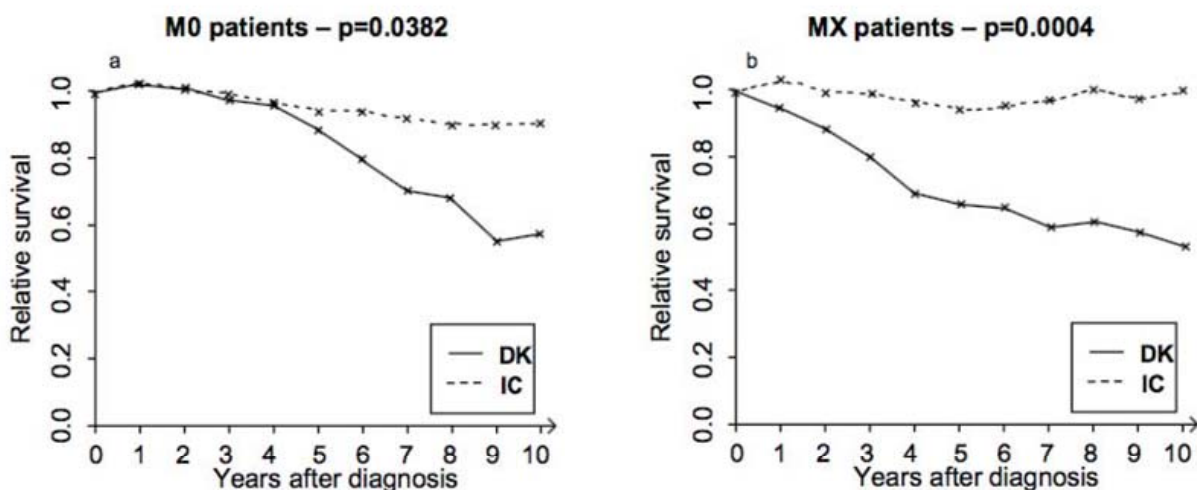 M0 patients – p=0.0382
a
Relative survival
0.0 0.2 0.4 0.6 0.8 1.0
DK
IC
0 1 2 3 4 5 6 7 8 9 10
Years after diagnosis
MX patients – p=0.0004
b
Relative survival
0.0 0.2 0.4 0.6 0.8 1.0
DK
IC
0 1 2 3 4 5 6 7 8 9 10
Years after diagnosis